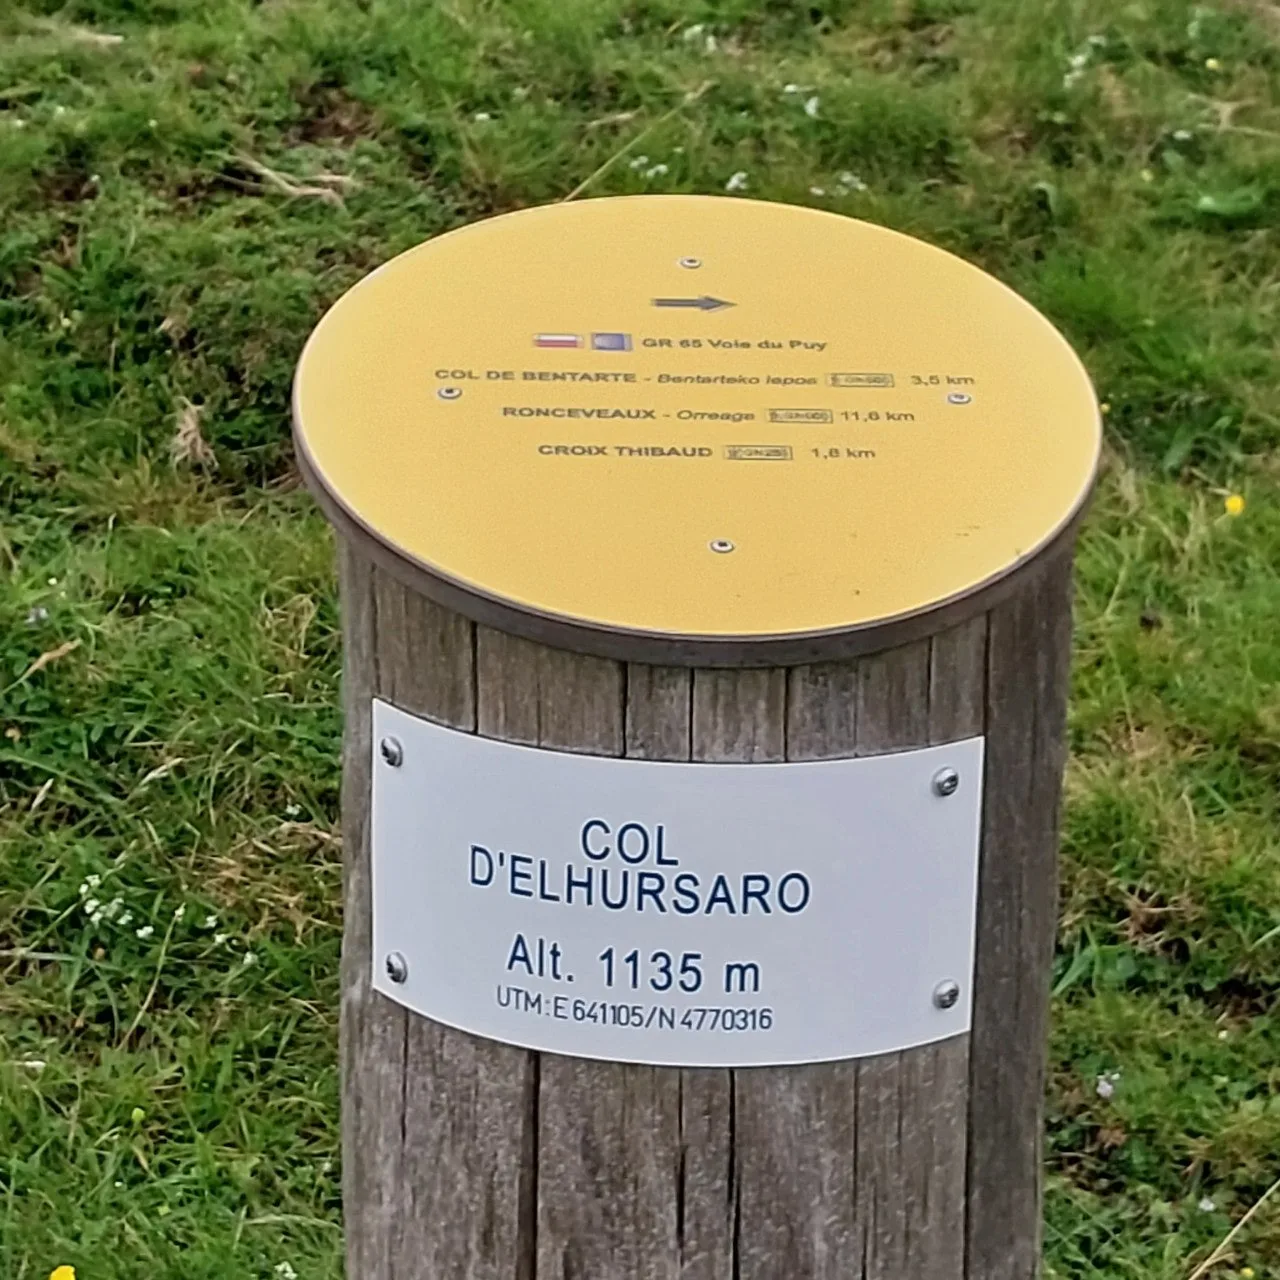 GR 65 Voie du Puy
COL DE BENTARTE - Bentarteko lepoa 3,5 km
RONCEVEAUX - Orreaga 11,6 km
CROIX THIBAUD 1,8 km
COL
D'ELHURSARO
Alt. 1135 m
UTM: E 641105/N 4770316